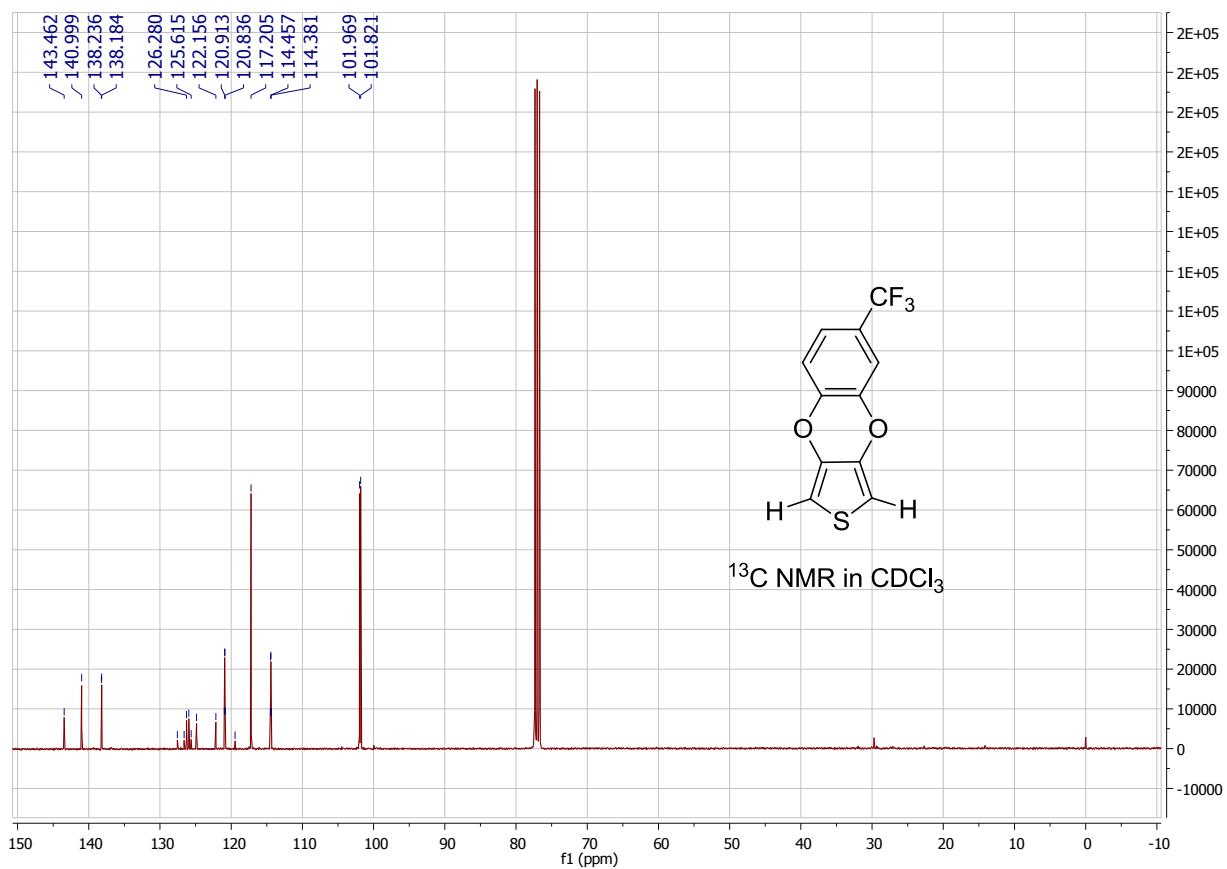 143.462
140.999
138.236
138.184
126.280
125.615
122.156
120.913
120.836
117.205
114.457
114.381
101.969
101.821
2E+05
2E+05
2E+05
2E+05
1E+05
1E+05
1E+05
1E+05
1E+05
90000
80000
70000
60000
50000
40000
30000
20000
10000
0
-10000
CF3
O O
H S H
13C NMR in CDCl3
150 140 130 120 110 100 90 80 70 60 50 40 30 20 10 0 -10
f1 (ppm)